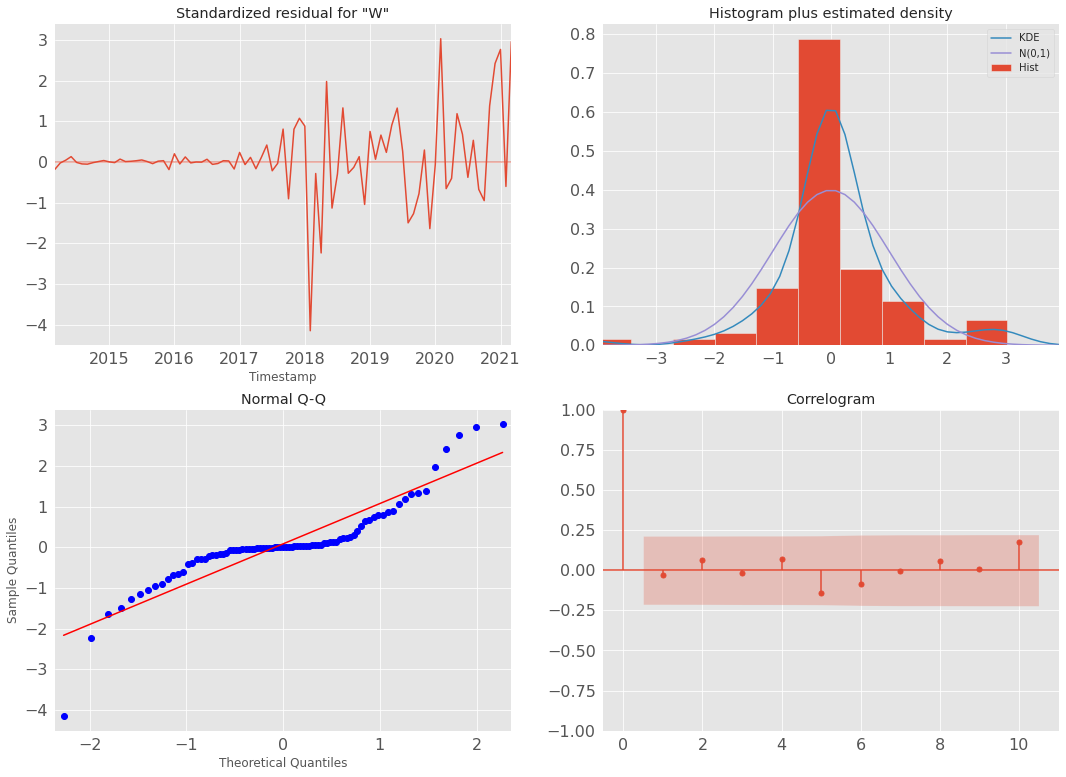 Standardized residual for "W"
3
2
1
0
−1
−2
−3
−4
2015 2016 2017 2018 2019 2020 2021
Timestamp
Histogram plus estimated density
KDE
N(0,1)
Hist
0.8
0.7
0.6
0.5
0.4
0.3
0.2
0.1
0.0
−3 −2 −1 0 1 2 3
Normal Q-Q
Sample Quantiles
3
2
1
0
−1
−2
−3
−4
−2 −1 0 1 2
Theoretical Quantiles
Correlogram
1.00
0.75
0.50
0.25
0.00
−0.25
−0.50
−0.75
−1.00
0 2 4 6 8 10